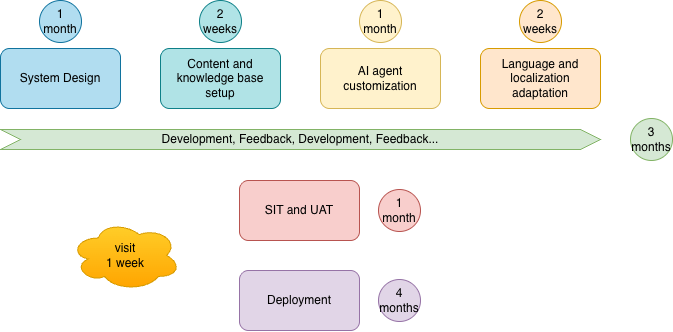 1
month
2
weeks
1
month
2
weeks
System Design
Content and
knowledge base
setup
AI agent
customization
Language and
localization
adaptation
Development, Feedback, Development, Feedback...
3
months
SIT and UAT
1
month
visit
1 week
Deployment
4
months